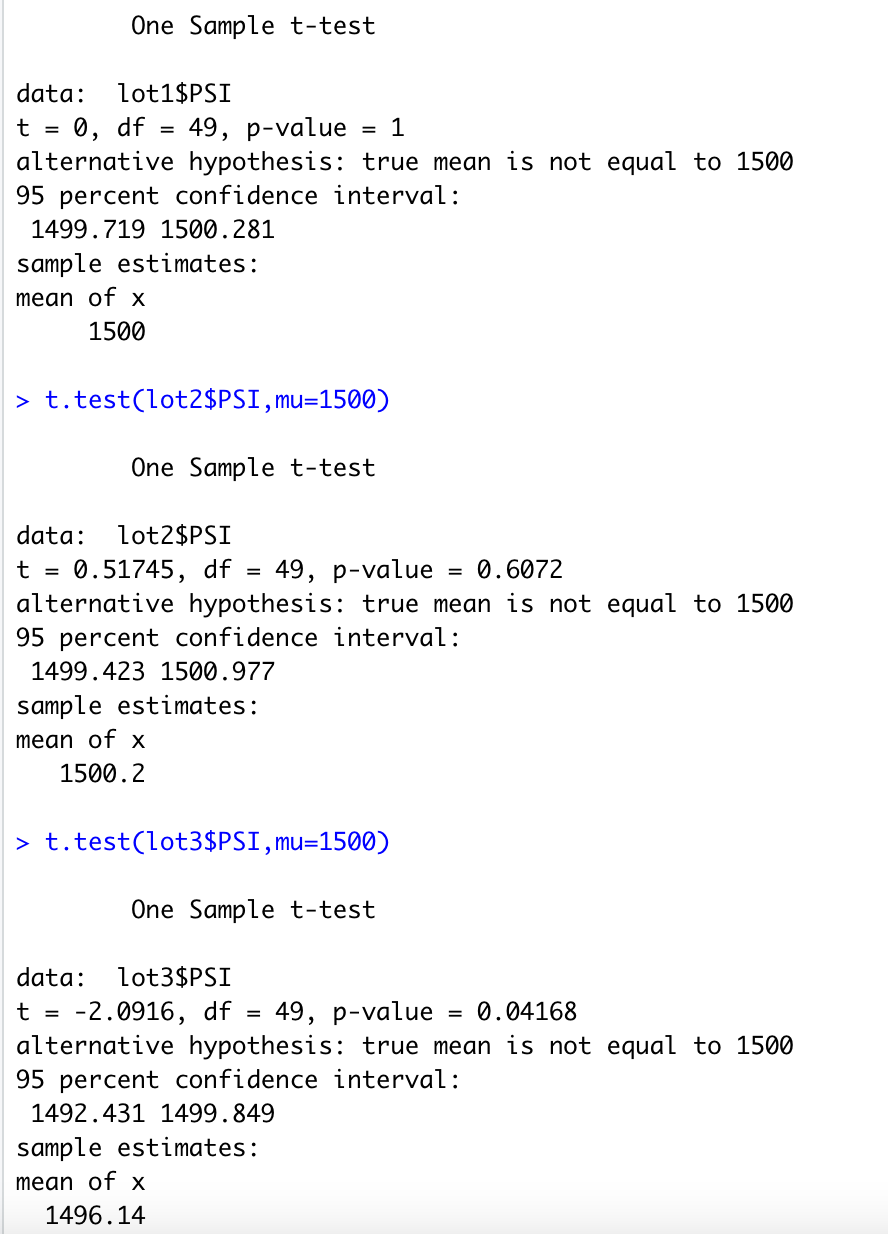 One Sample t-test
data:  lot1$PSI
t = 0, df = 49, p-value = 1
alternative hypothesis: true mean is not equal to 1500
95 percent confidence interval:
 1499.719 1500.281
sample estimates:
mean of x
     1500
> t.test(lot2$PSI,mu=1500)
One Sample t-test
data:  lot2$PSI
t = 0.51745, df = 49, p-value = 0.6072
alternative hypothesis: true mean is not equal to 1500
95 percent confidence interval:
 1499.423 1500.977
sample estimates:
mean of x
   1500.2
> t.test(lot3$PSI,mu=1500)
One Sample t-test
data:  lot3$PSI
t = -2.0916, df = 49, p-value = 0.04168
alternative hypothesis: true mean is not equal to 1500
95 percent confidence interval:
 1492.431 1499.849
sample estimates:
mean of x
  1496.14